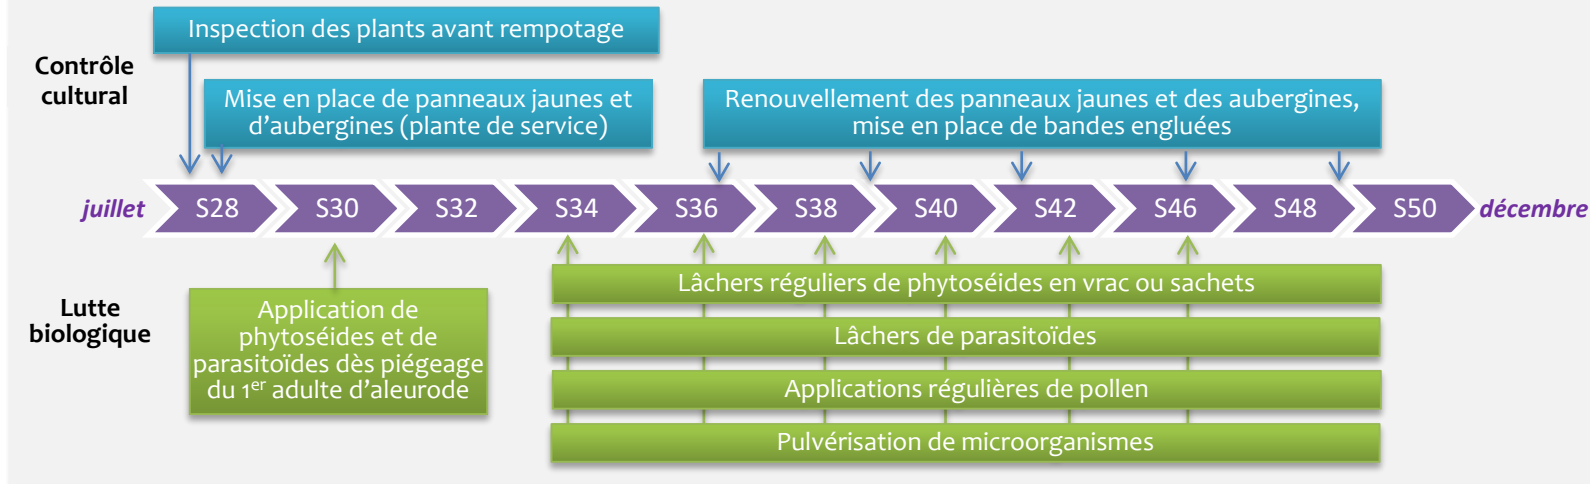 Inspection des plants avant rempotage
Contrôle
cultural
Mise en place de panneaux jaunes et
d’aubergines (plante de service)
Renouvellement des panneaux jaunes et des aubergines,
mise en place de bandes engluées
juillet S28 S30 S32 S34 S36 S38 S40 S42 S46 S48 S50 décembre
Lutte
biologique
Application de
phytoséides et de
parasitoïdes dès piégeage
du 1er adulte d’aleurode
Lâchers réguliers de phytoséides en vrac ou sachets
Lâchers de parasitoïdes
Applications régulières de pollen
Pulvérisation de microorganismes